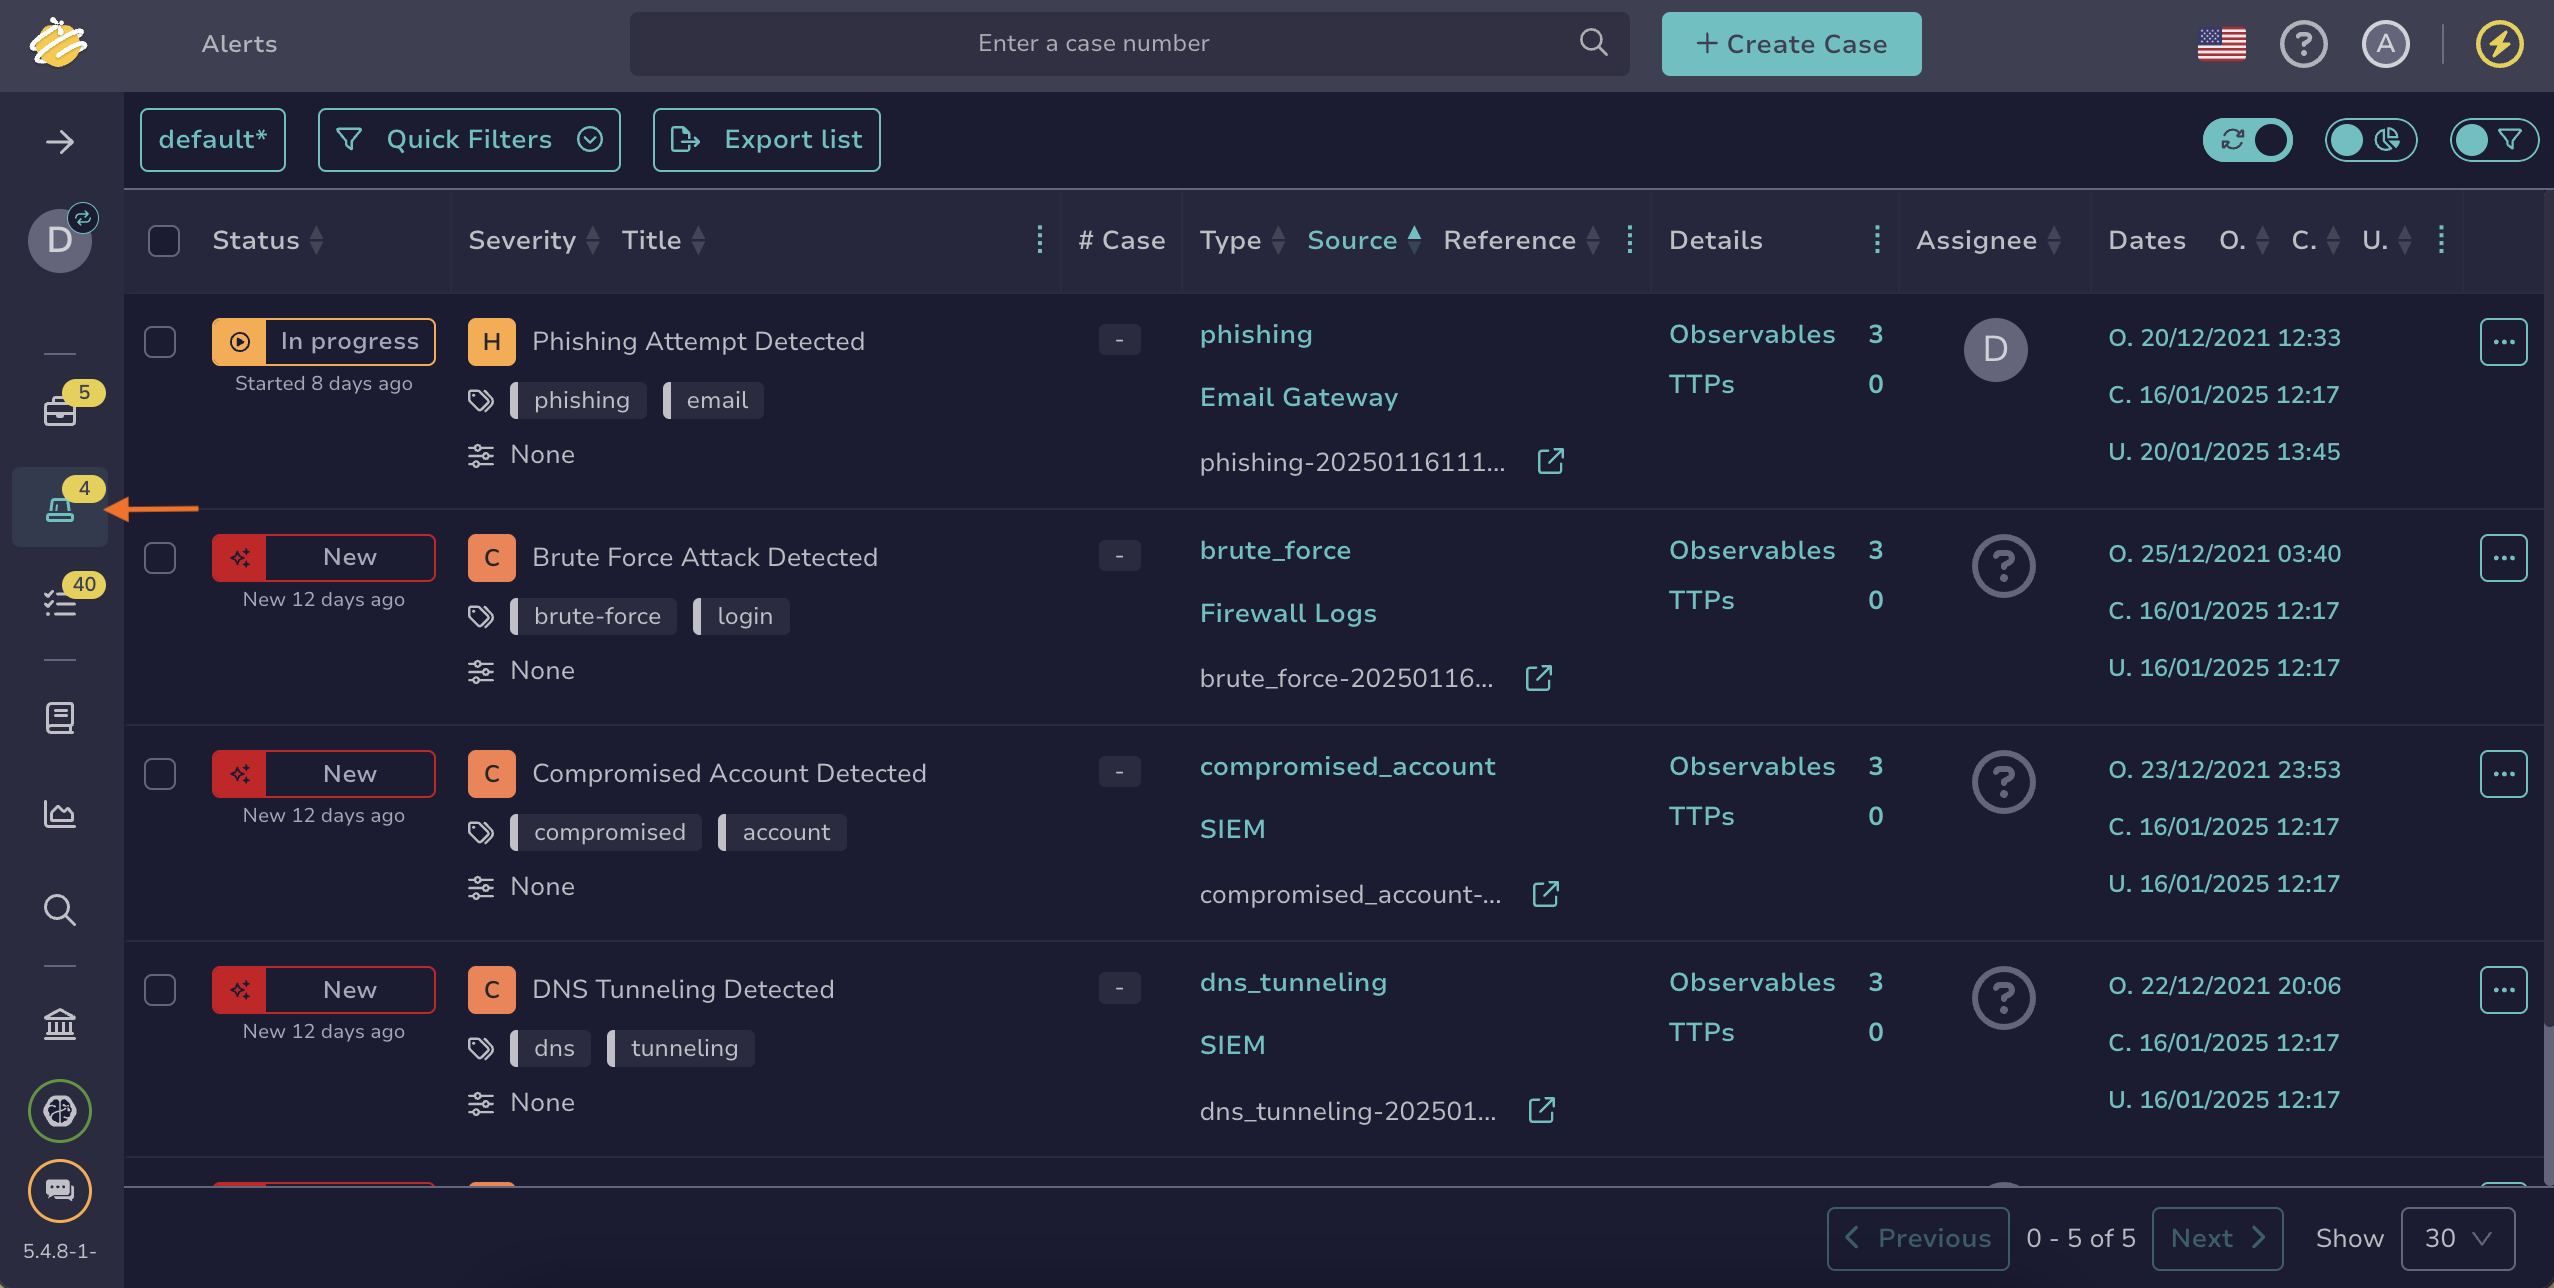 Alerts
Enter a case number
+ Create Case
A
default*
Quick Filters
Export list
D
Status
Severity
Title
# Case
Type
Source
Reference
Details
Assignee
Dates
O.
C.
U.
5
4
40
In progress
Started 8 days ago
H
Phishing Attempt Detected
phishing
email
None
-
phishing
Email Gateway
phishing-20250116111...
Observables 3
TTPs 0
D
O. 20/12/2021 12:33
C. 16/01/2025 12:17
U. 20/01/2025 13:45
New
New 12 days ago
C
Brute Force Attack Detected
brute-force
login
None
-
brute_force
Firewall Logs
brute_force-20250116...
Observables 3
TTPs 0
?
O. 25/12/2021 03:40
C. 16/01/2025 12:17
U. 16/01/2025 12:17
New
New 12 days ago
C
Compromised Account Detected
compromised
account
None
-
compromised_account
SIEM
compromised_account-...
Observables 3
TTPs 0
?
O. 23/12/2021 23:53
C. 16/01/2025 12:17
U. 16/01/2025 12:17
New
New 12 days ago
C
DNS Tunneling Detected
dns
tunneling
None
-
dns_tunneling
SIEM
dns_tunneling-202501...
Observables 3
TTPs 0
?
O. 22/12/2021 20:06
C. 16/01/2025 12:17
U. 16/01/2025 12:17
5.4.8-1-
Previous
0 - 5 of 5
Next
Show
30